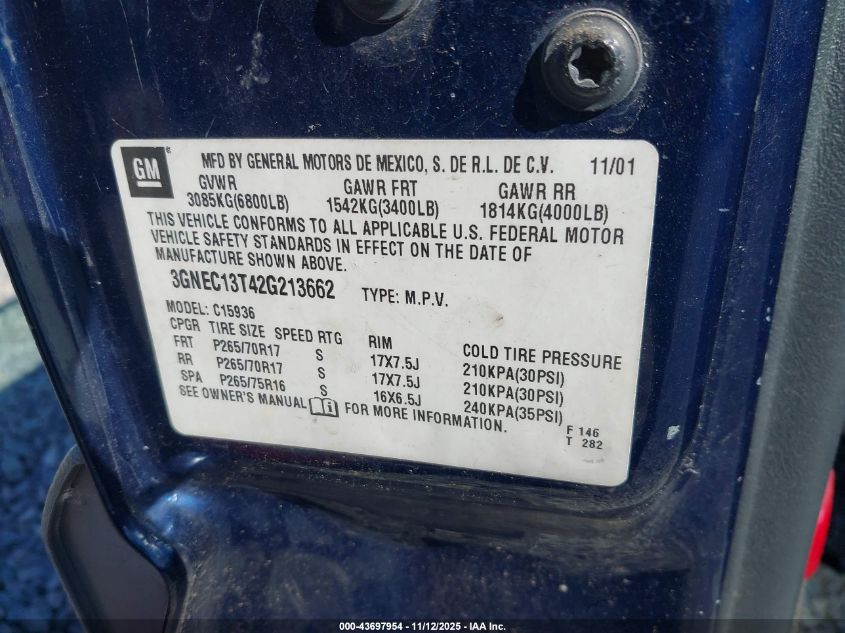 GM
MFD BY GENERAL MOTORS DE MEXICO, S. DE R.L. DE C.V. 11/01
GVWR GAWR FRT GAWR RR
3085KG(6800LB) 1542KG(3400LB) 1814KG(4000LB)
THIS VEHICLE CONFORMS TO ALL APPLICABLE U.S. FEDERAL MOTOR
VEHICLE SAFETY STANDARDS IN EFFECT ON THE DATE OF
MANUFACTURE SHOWN ABOVE.
3GNEC13T42G213662 TYPE: M.P.V.
MODEL: C15936
CPGR TIRE SIZE SPEED RTG RIM COLD TIRE PRESSURE
FRT P265/70R17 S 17X7.5J 210KPA(30PSI)
RR P265/70R17 S 17X7.5J 210KPA(30PSI)
SPA P265/75R16 S 16X6.5J 240KPA(35PSI)
SEE OWNER'S MANUAL FOR MORE INFORMATION.
F 146
T 282
000-43697954 - 11/12/2025 - IAA Inc.